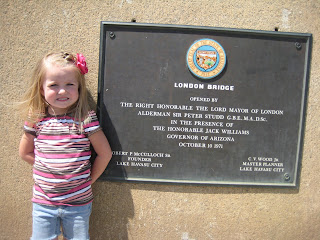 LONDON BRIDGE
OPENED BY
THE RIGHT HONORABLE THE LORD MAYOR OF LONDON
ALDERMAN SIR PETER STUDD G.B.E. M.A. D.Sc.
IN THE PRESENCE OF
THE HONORABLE JACK WILLIAMS
GOVERNOR OF ARIZONA
OCTOBER 10 1971
OBERT P. McCULLOCH SR.
FOUNDER
LAKE HAVASU CITY
C. V. WOOD JR.
MASTER PLANNER
LAKE HAVASU CITY